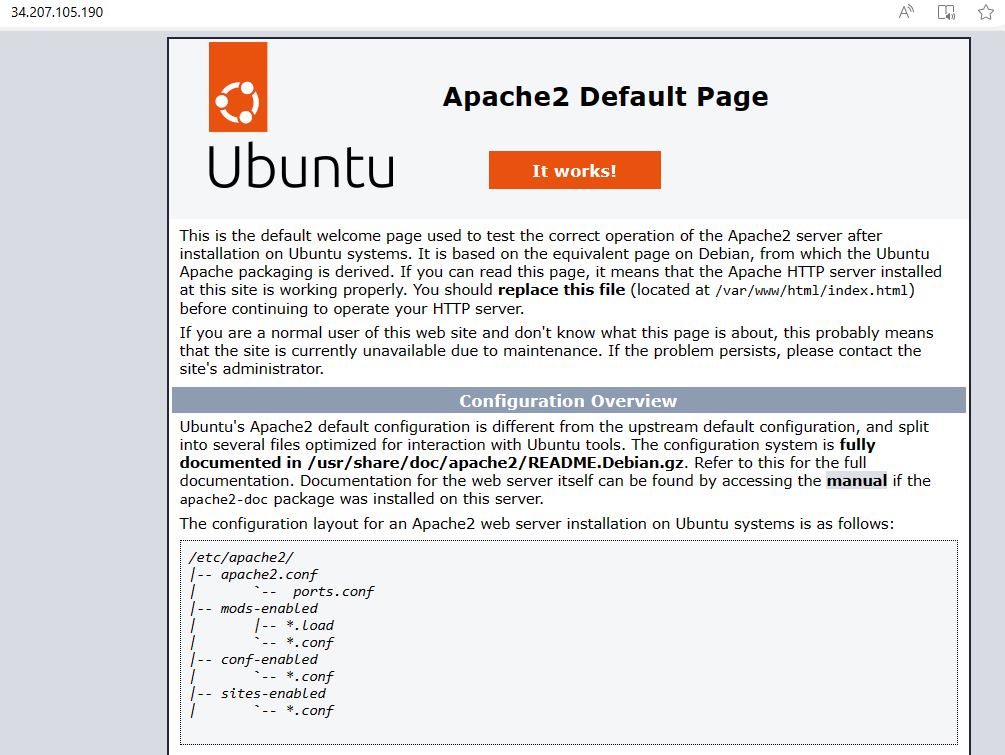 34.207.105.190
Apache2 Default Page
Ubuntu
It works!
This is the default welcome page used to test the correct operation of the Apache2 server after
installation on Ubuntu systems. It is based on the equivalent page on Debian, from which the Ubuntu
Apache packaging is derived. If you can read this page, it means that the Apache HTTP server installed
at this site is working properly. You should replace this file (located at /var/www/html/index.html)
before continuing to operate your HTTP server.
If you are a normal user of this web site and don't know what this page is about, this probably means
that the site is currently unavailable due to maintenance. If the problem persists, please contact the
site's administrator.
Configuration Overview
Ubuntu's Apache2 default configuration is different from the upstream default configuration, and split
into several files optimized for interaction with Ubuntu tools. The configuration system is fully
documented in /usr/share/doc/apache2/README.Debian.gz. Refer to this for the full
documentation. Documentation for the web server itself can be found by accessing the manual if the
apache2-doc package was installed on this server.
The configuration layout for an Apache2 web server installation on Ubuntu systems is as follows:
/etc/apache2/
|-- apache2.conf
|       `--  ports.conf
|-- mods-enabled
|       |-- *.load
|       `-- *.conf
|-- conf-enabled
|       `-- *.conf
|-- sites-enabled
|       `-- *.conf